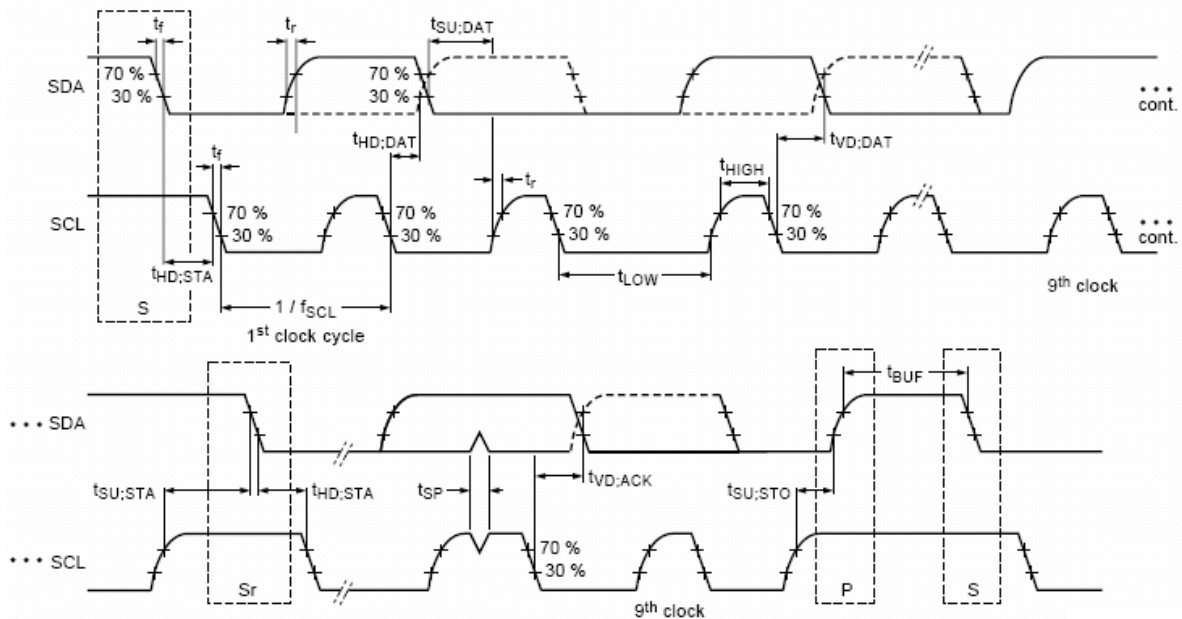 tf tr tSU;DAT
SDA 70 % 30 % 70 % 30 % • • • cont.
tHD;DAT tVD;DAT
tf tr tHIGH
SCL 70 % 30 % 70 % 30 % 70 % 30 % 70 % 30 % • • • cont.
tHD;STA tLOW
S 1 / fSCL 9th clock
1st clock cycle
tBUF
• • • SDA
tSU;STA tHD;STA tSP tVD;ACK tSU;STO
• • • SCL 70 % 30 %
Sr P S
9th clock